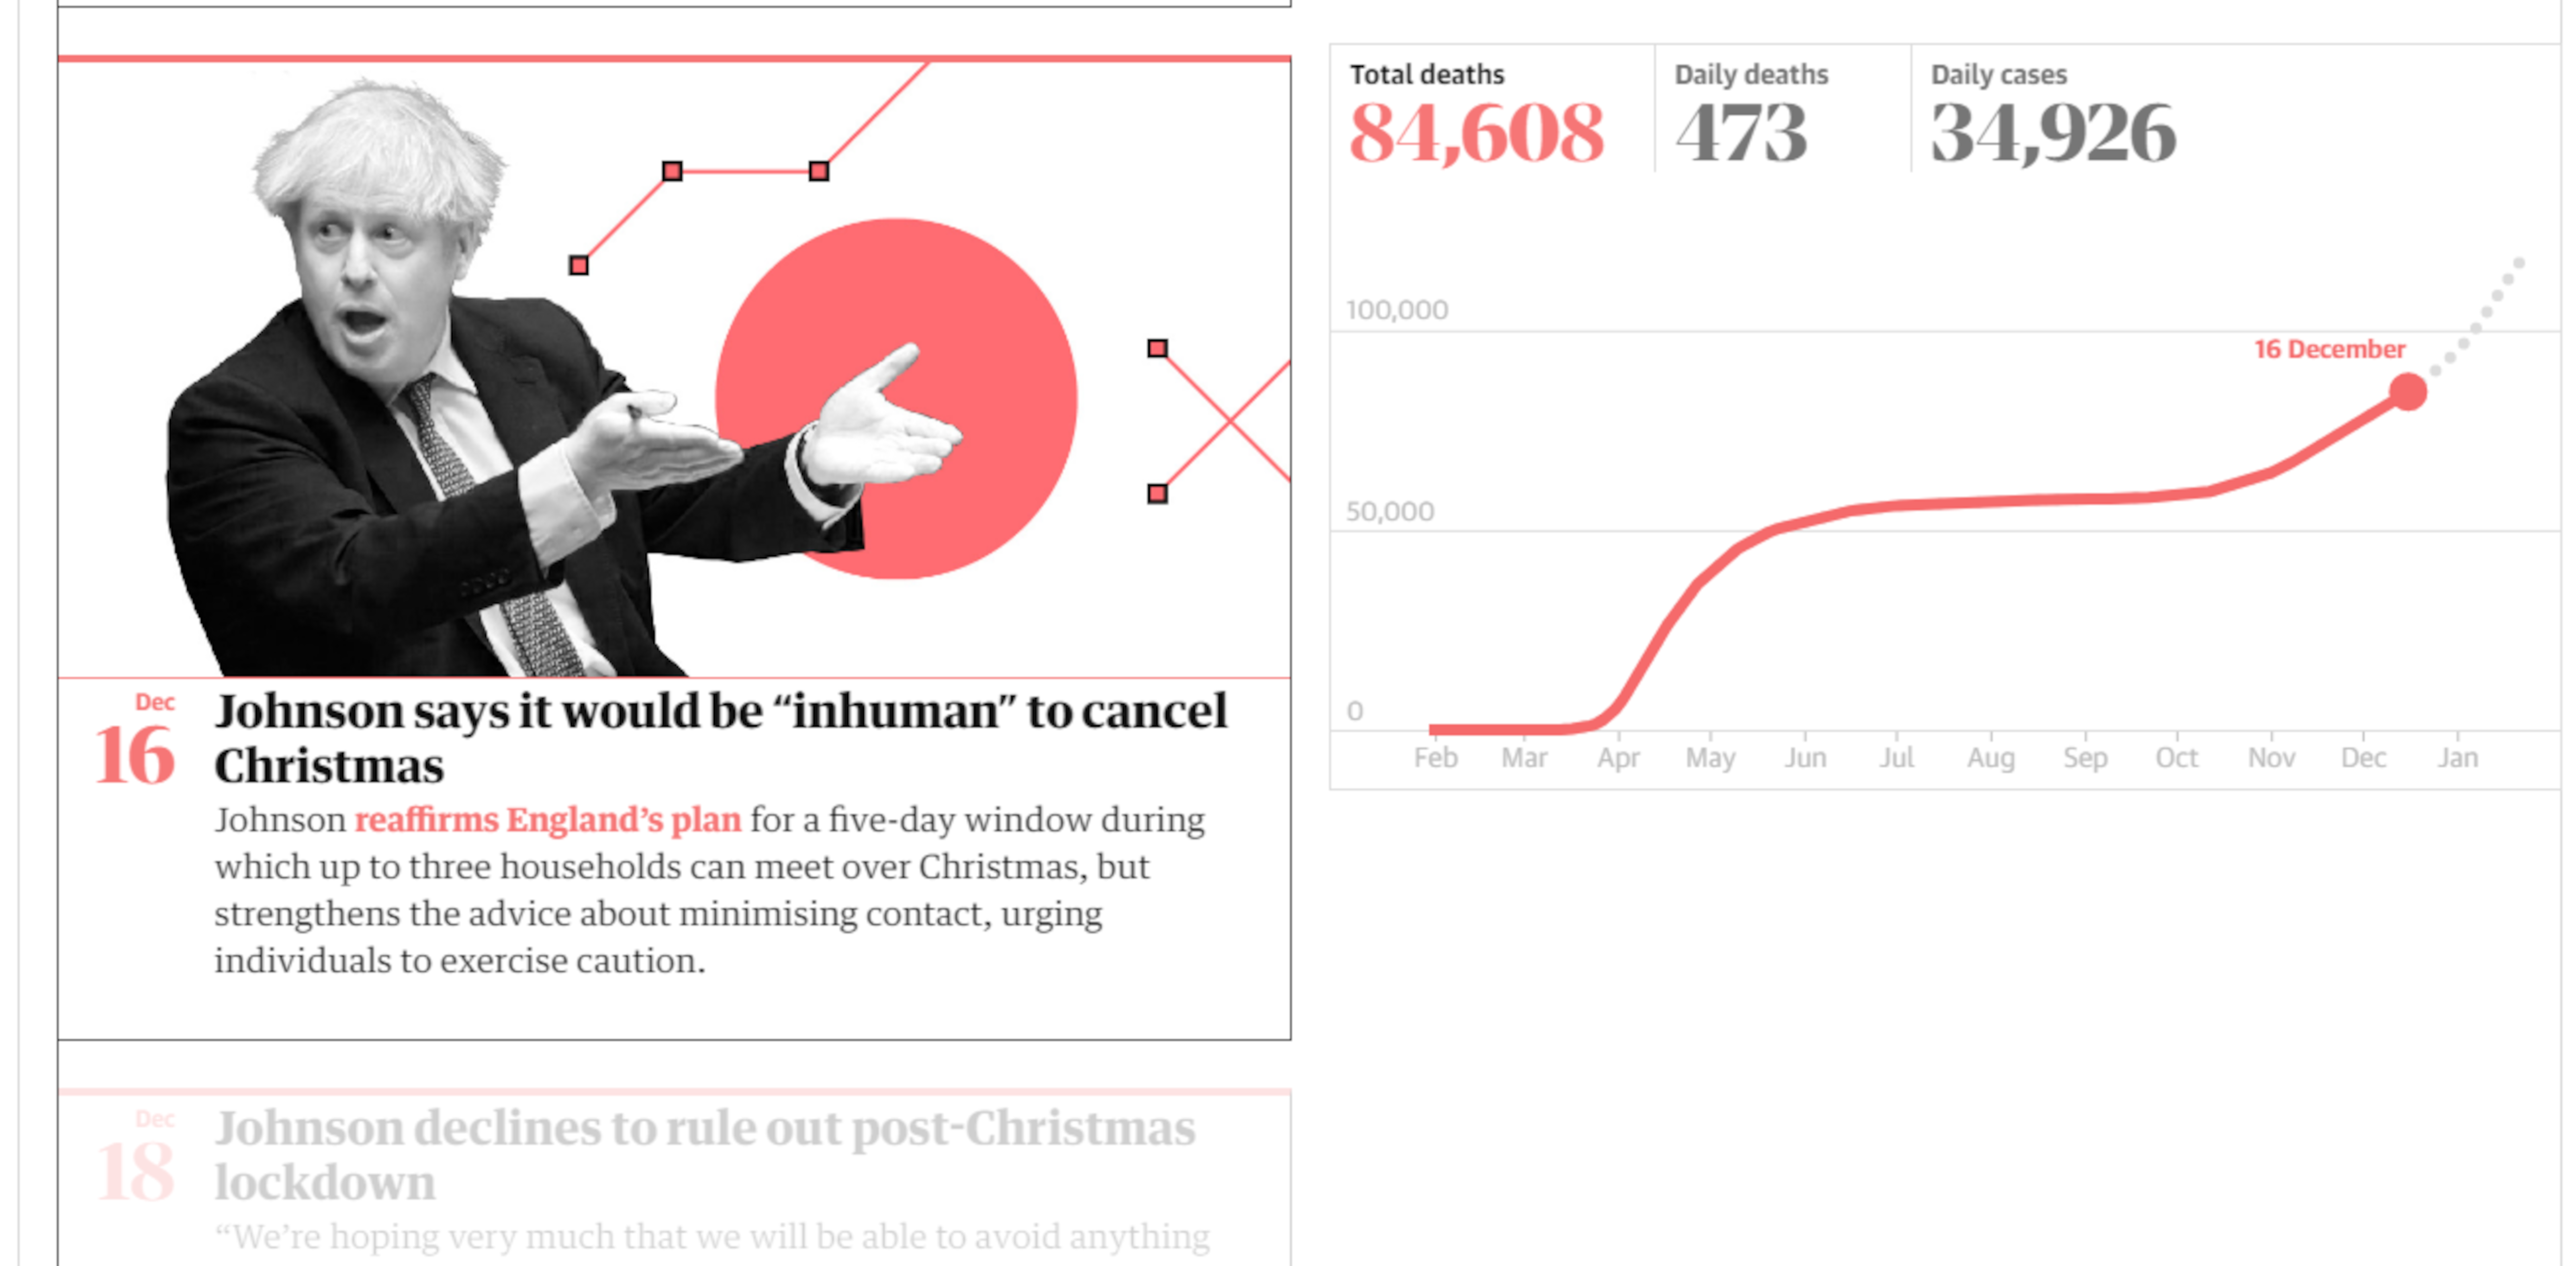 Dec
16
Johnson says it would be “inhuman” to cancel
Christmas
Johnson reaffirms England’s plan for a five-day window during
which up to three households can meet over Christmas, but
strengthens the advice about minimising contact, urging
individuals to exercise caution.
Dec
18
Johnson declines to rule out post-Christmas
lockdown
“We’re hoping very much that we will be able to avoid anything
Total deaths
84,608
Daily deaths
473
Daily cases
34,926
100,000
16 December
50,000
0
Feb Mar Apr May Jun Jul Aug Sep Oct Nov Dec Jan